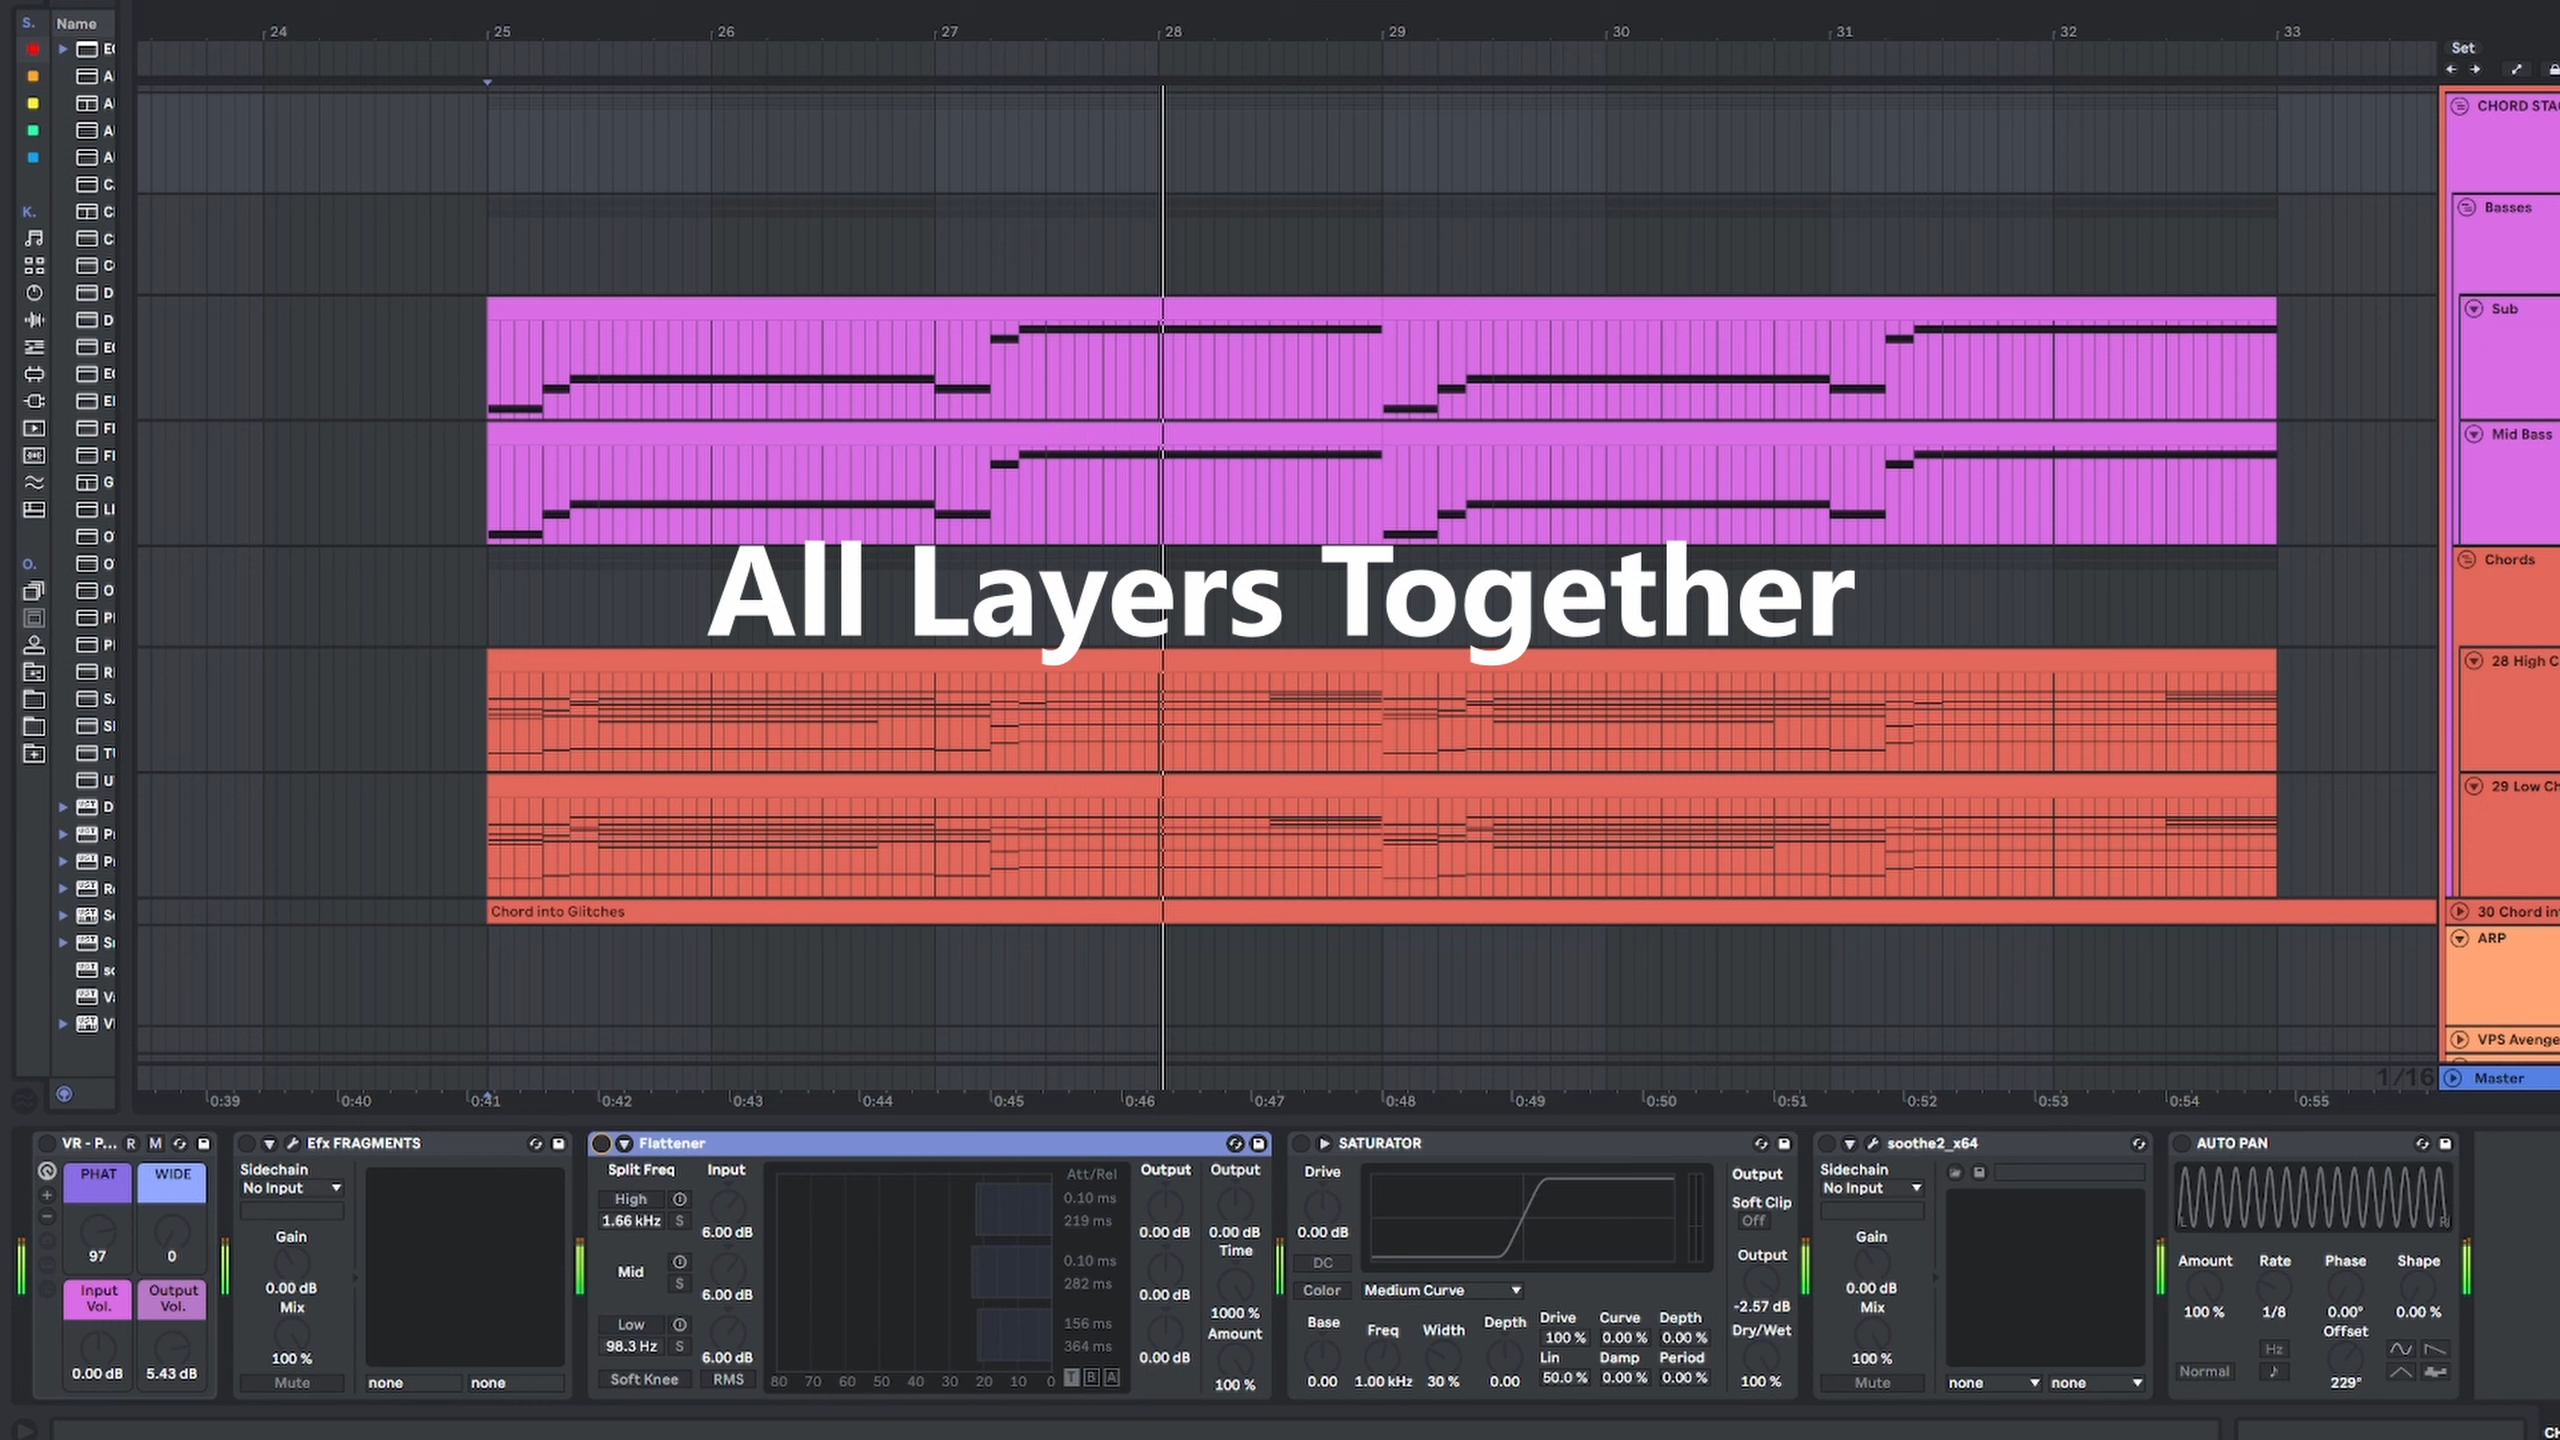 S. Name
24 25 26 27 28 29 30 31 32 33
Set
K.
O.
CHORD STA
Basses
Sub
Mid Bass
Chords
28 High C
29 Low Ch
30 Chord in
ARP
VPS Avenge
Master
All Layers Together
Chord into Glitches
1/16
0:39 0:40 0:41 0:42 0:43 0:44 0:45 0:46 0:47 0:48 0:49 0:50 0:51 0:52 0:53 0:54 0:55
VR - P... R M
PHAT WIDE
97 0
Input Vol. Output Vol.
0.00 dB 5.43 dB
Efx FRAGMENTS
Sidechain
No Input
Gain
0.00 dB
Mix
100 %
Mute
none none
Flattener
Split Freq Input Att/Rel Output Output
High S
1.66 kHz 6.00 dB 0.10 ms 219 ms 0.00 dB 0.00 dB
Time
Mid S 6.00 dB 0.10 ms 282 ms 0.00 dB 1000 %
Amount
Low S
98.3 Hz 6.00 dB 156 ms 364 ms 0.00 dB 100 %
Soft Knee RMS 80 70 60 50 40 30 20 10 0 T B A
SATURATOR
Drive
0.00 dB
DC
Color Medium Curve
Base Freq Width Depth
0.00 1.00 kHz 30 % 0.00
Drive Curve Depth
100 % 0.00 % 0.00 %
Lin Damp Period
50.0 % 0.00 % 0.00 %
Output
Soft Clip
Off
Output
-2.57 dB
Dry/Wet
100 %
soothe2_x64
Sidechain
No Input
Gain
0.00 dB
Mix
100 %
Mute
none none
AUTO PAN
L R
Amount Rate Phase Shape
100 % 1/8 0.00° 0.00 %
Offset
Normal Hz 229°